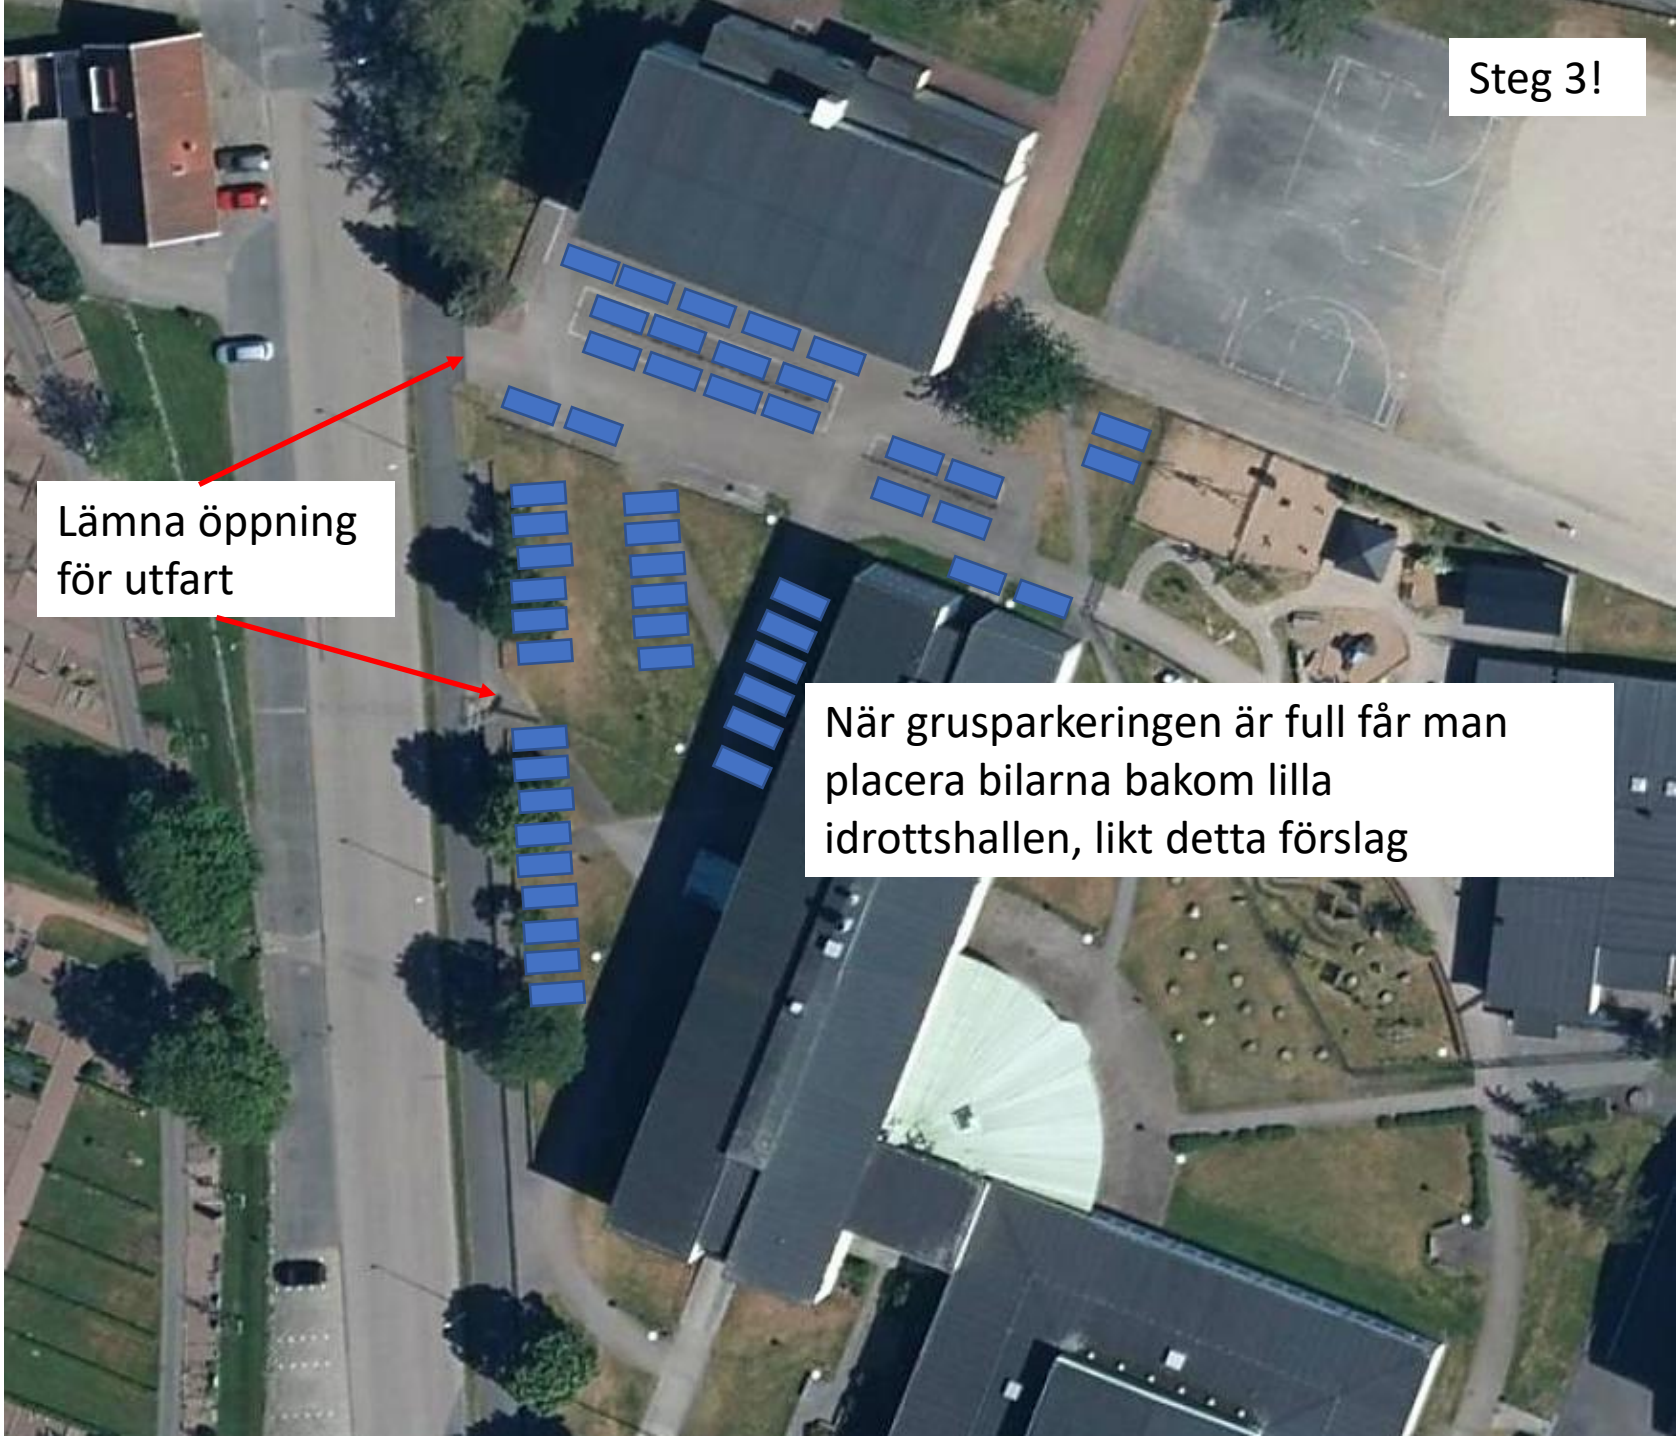 Steg 3!
Lämna öppning
för utfart
När grusparkeringen är full får man
placera bilarna bakom lilla
idrottshallen, likt detta förslag